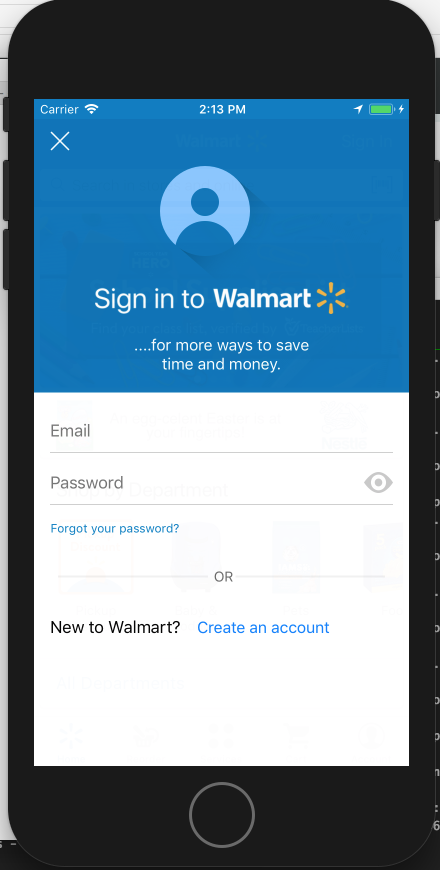 Carrier 2:13 PM
Sign in to Walmart
....for more ways to save
time and money.
Email
Password
Forgot your password?
OR
New to Walmart? Create an account